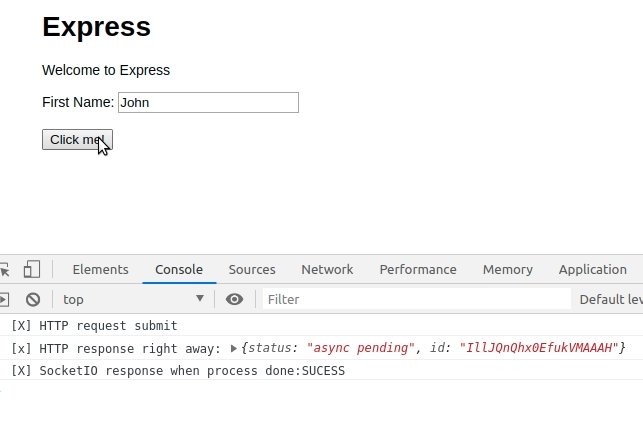 Express
Welcome to Express
First Name: John
Click me!
Elements Console Sources Network Performance Memory Application
top Filter Default lev
[X] HTTP request submit
[x] HTTP response right away: {status: "async pending", id: "IllJQnQhx0EfukVMAAAH"}
[X] SocketIO response when process done:SUCESS